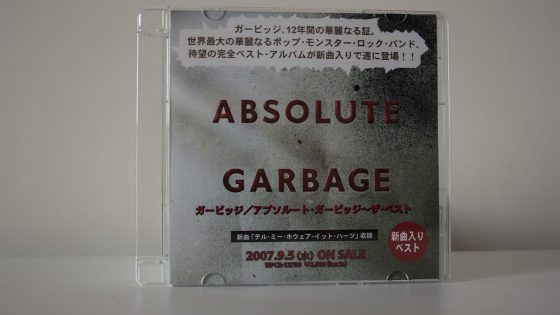 ガービッジ、12年間の華麗なる証。
世界最大の華麗なるポップ・モンスター・ロック・バンド、
待望の完全ベスト・アルバムが新曲入りで遂に登場！！
ABSOLUTE
GARBAGE
ガービッジ／アブソルート・ガービッジ〜ザ・ベスト
新曲「テル・ミー・ホウェア・イット・ハーツ」収録
新曲入り
ベスト
2007.9.5(水) ON SALE